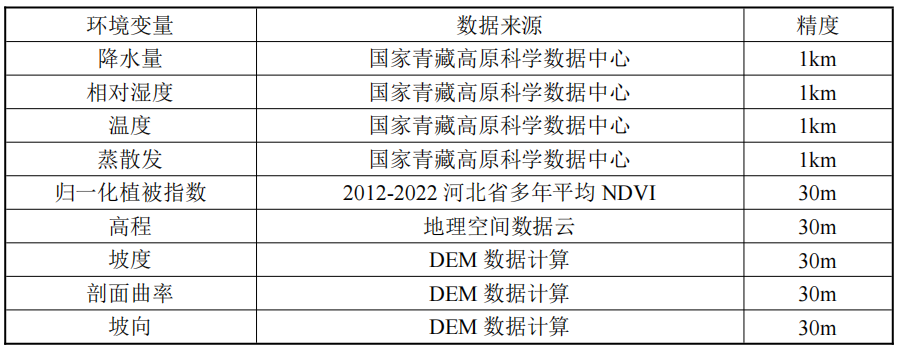 环境变量 数据来源 精度
降水量 国家青藏高原科学数据中心 1km
相对湿度 国家青藏高原科学数据中心 1km
温度 国家青藏高原科学数据中心 1km
蒸散发 国家青藏高原科学数据中心 1km
归一化植被指数 2012-2022 河北省多年平均 NDVI 30m
高程 地理空间数据云 30m
坡度 DEM 数据计算 30m
剖面曲率 DEM 数据计算 30m
坡向 DEM 数据计算 30m